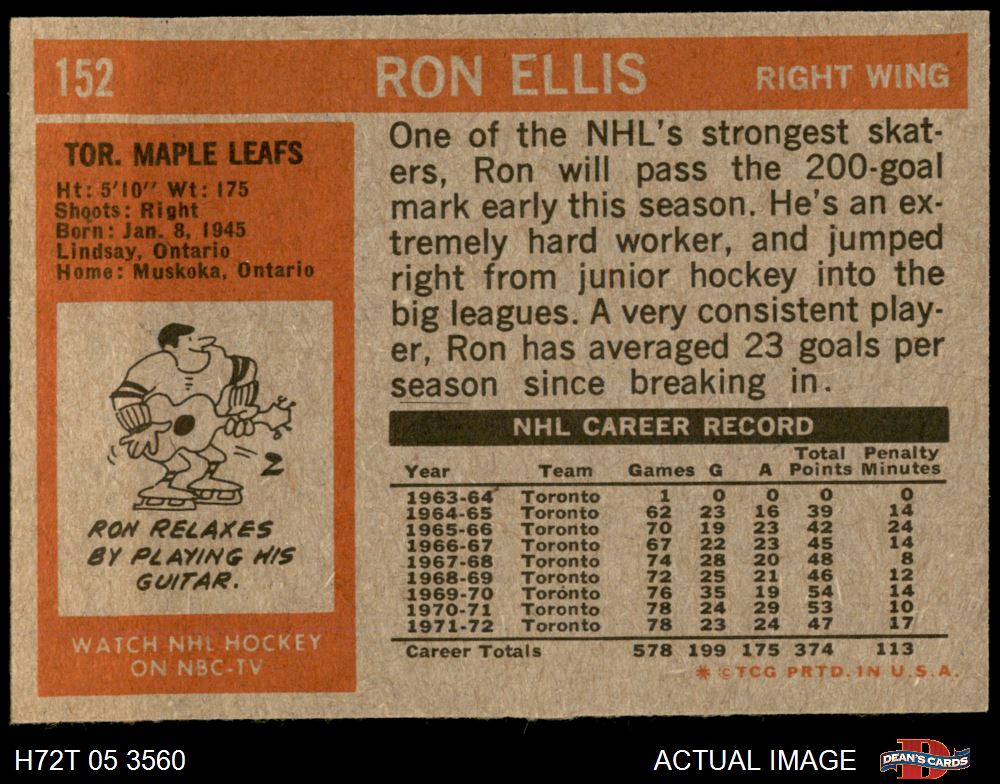 152 RON ELLIS RIGHT WING
TOR. MAPLE LEAFS
Ht: 5'10" Wt: 175
Shoots: Right
Born: Jan. 8, 1945
Lindsay, Ontario
Home: Muskoka, Ontario
2
RON RELAXES
BY PLAYING HIS
GUITAR.
WATCH NHL HOCKEY
ON NBC-TV
One of the NHL's strongest skat-
ers, Ron will pass the 200-goal
mark early this season. He's an ex-
tremely hard worker, and jumped
right from junior hockey into the
big leagues. A very consistent play-
er, Ron has averaged 23 goals per
season since breaking in.
NHL CAREER RECORD
Year Team Games G A Total Points Penalty Minutes
1963-64 Toronto 1 0 0 0 0
1964-65 Toronto 62 23 16 39 14
1965-66 Toronto 70 19 23 42 24
1966-67 Toronto 67 22 23 45 14
1967-68 Toronto 74 28 20 48 8
1968-69 Toronto 72 25 21 46 12
1969-70 Toronto 76 35 19 54 14
1970-71 Toronto 78 24 29 53 10
1971-72 Toronto 78 23 24 47 17
Career Totals 578 199 175 374 113
* © TCG PRTD. IN U.S.A.
H72T 05 3560 ACTUAL IMAGE D DEAN'S CARDS